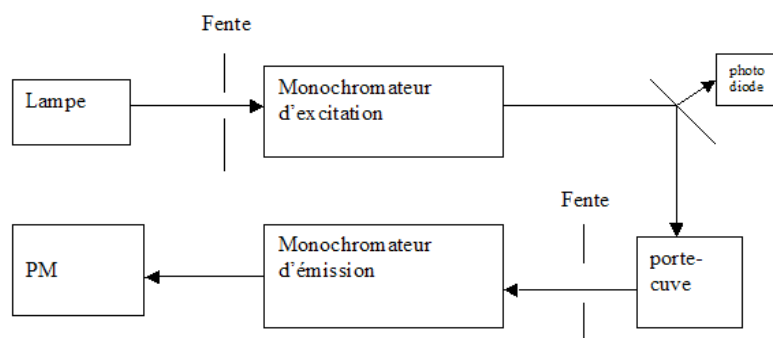 Fente
Lampe
Monochromateur
d'excitation
photo
diode
PM
Monochromateur
d'émission
Fente
porte-
cuve